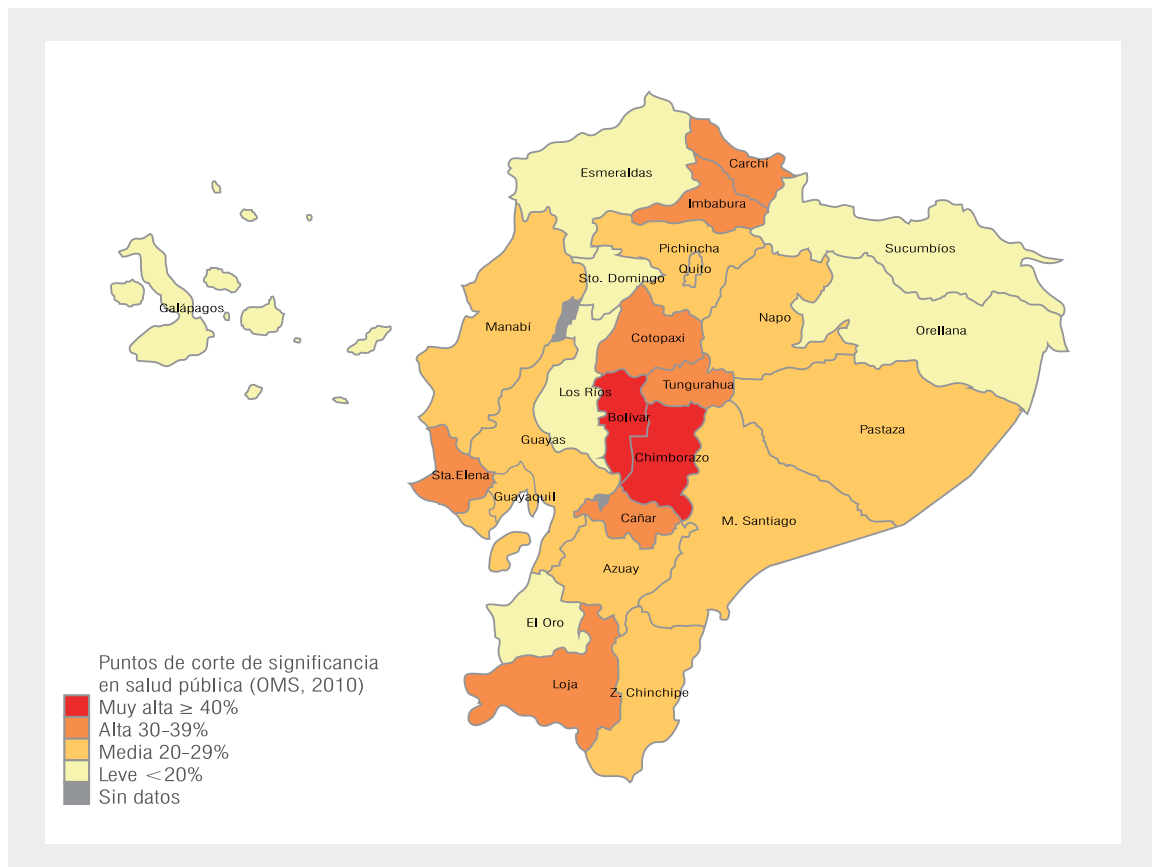 Esmeraldas
Carchi
Imbabura
Pichincha
Quito
Sucumbíos
Sto. Domingo
Galápagos
Manabí
Napo
Orellana
Cotopaxi
Los Ríos
Tungurahua
Bolívar
Pastaza
Guayas
Chimborazo
Sta.Elena
Guayaquil
Cañar
M. Santiago
Azuay
El Oro
Loja
Z. Chinchipe
Puntos de corte de significancia
en salud pública (OMS, 2010)
Muy alta ≥ 40%
Alta 30-39%
Media 20-29%
Leve <20%
Sin datos